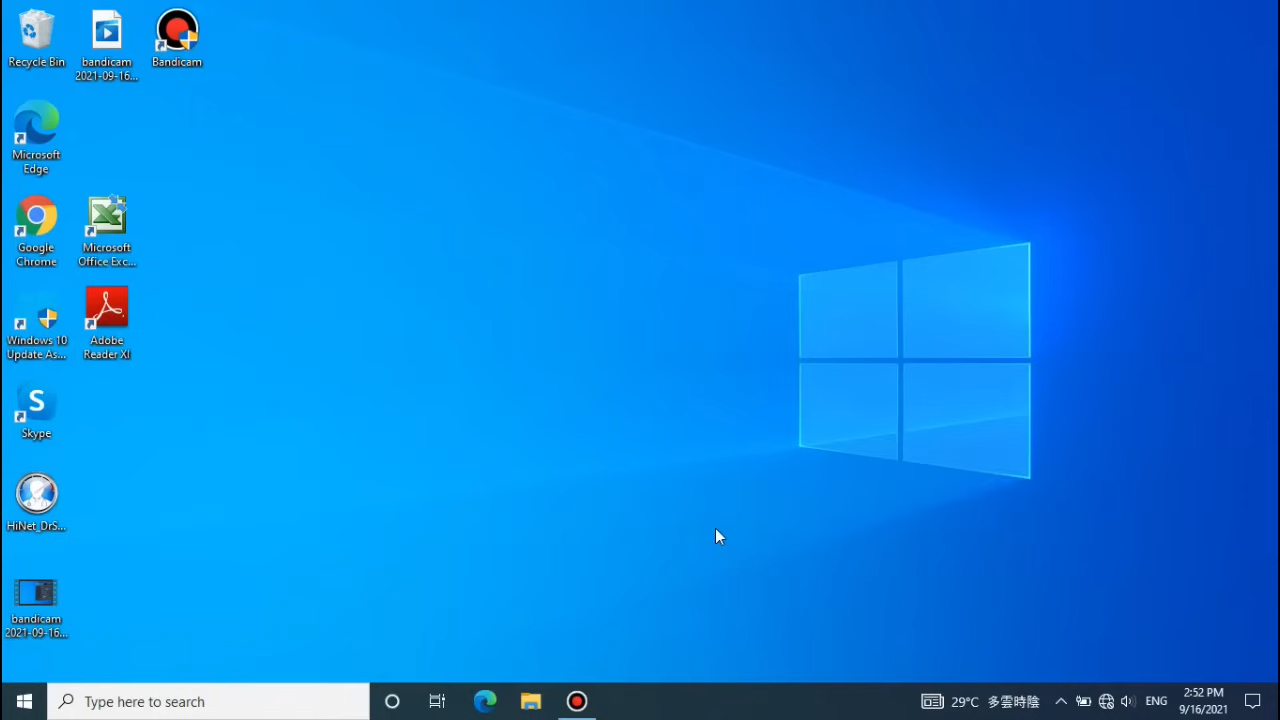 Recycle Bin
bandicam
2021-09-16...
Bandicam
Microsoft
Edge
Google
Chrome
Microsoft
Office Exc...
Windows 10
Update As...
Adobe
Reader XI
S
Skype
HiNet_DrS...
bandicam
2021-09-16...
Type here to search
29°C 多雲時陰
ENG
2:52 PM
9/16/2021